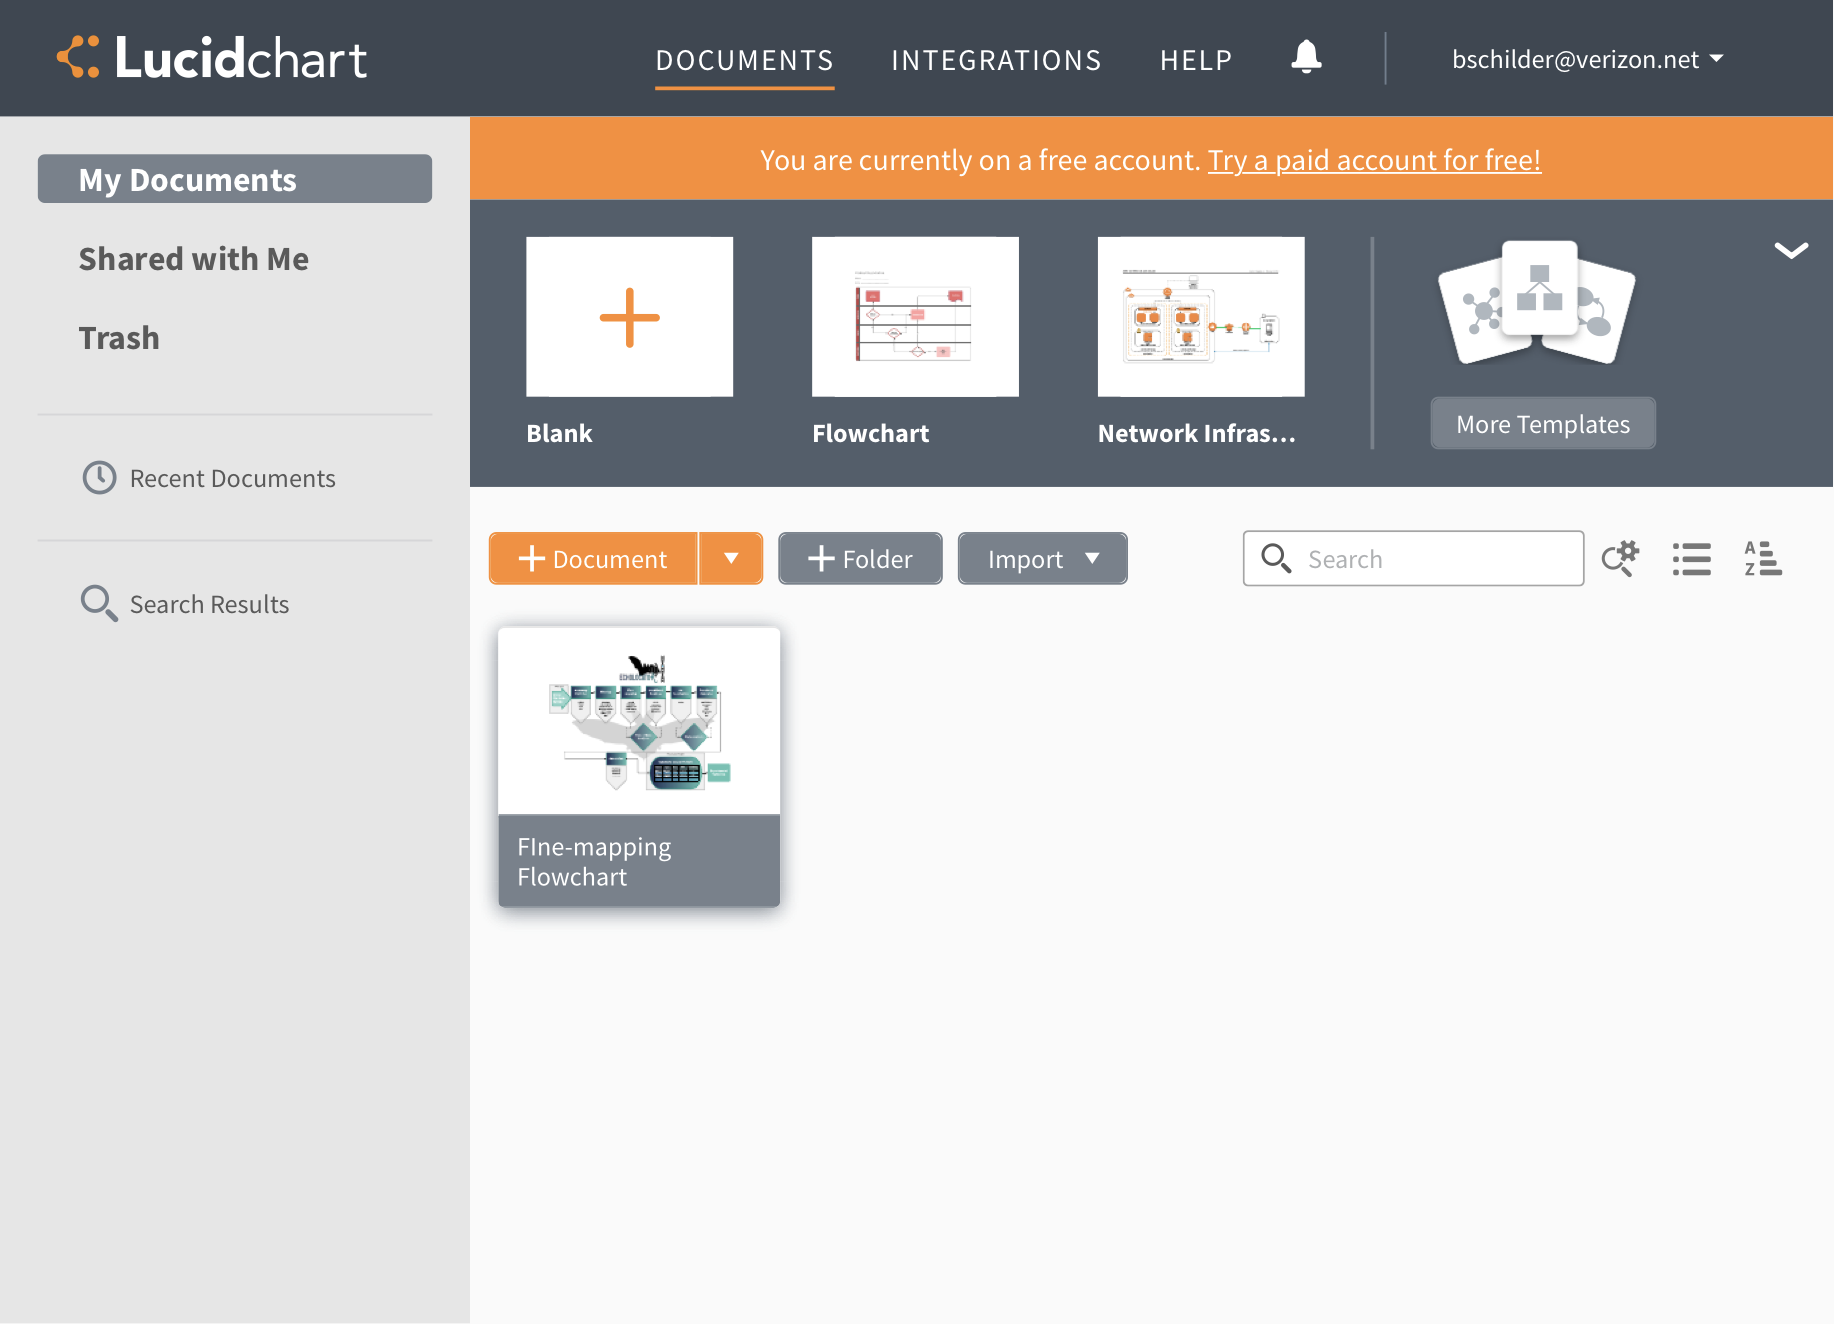 Lucidchart
DOCUMENTS
INTEGRATIONS
HELP
bschilder@verizon.net
My Documents
Shared with Me
Trash
Recent Documents
Search Results
You are currently on a free account. Try a paid account for free!
Blank
Flowchart
Network Infras...
More Templates
Document
Folder
Import
Search
A
Z
FIne-mapping
Flowchart